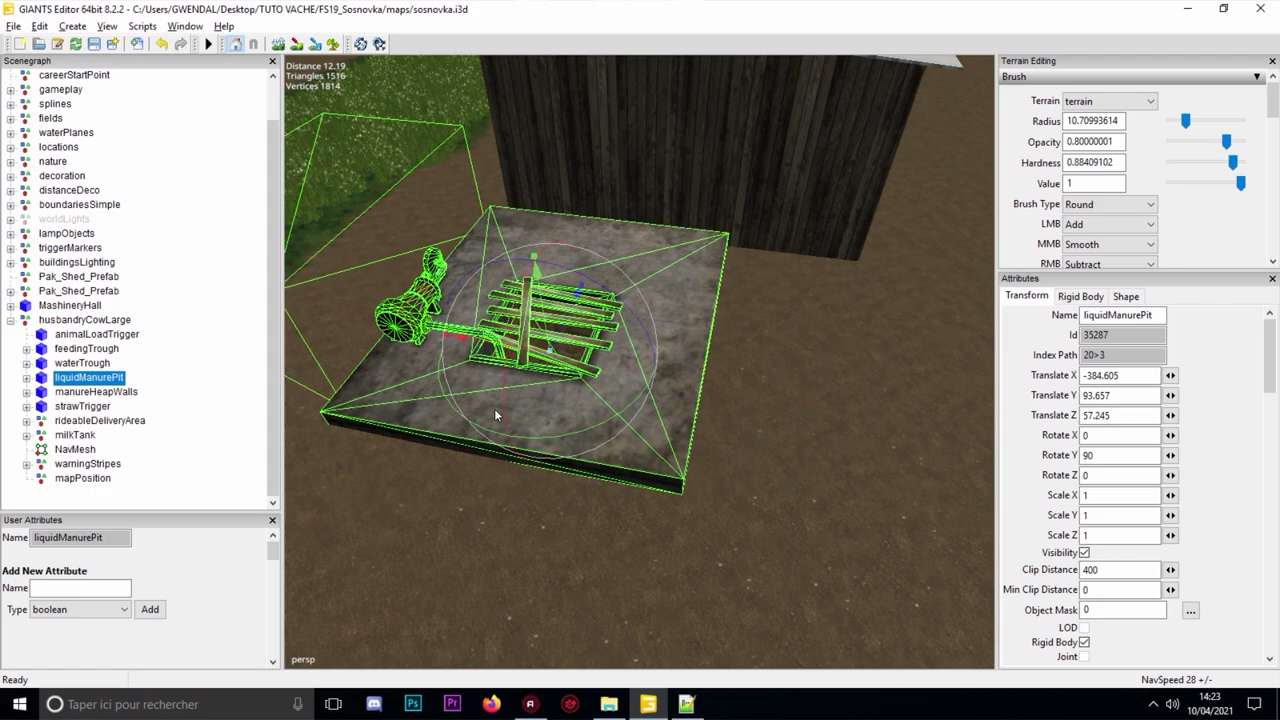 GIANTS Editor 64bit 8.2.2 - C:/Users/GWENDAL/Desktop/TUTO VACHE/FS19_Sosnovka/maps/sosnovka.i3d
File Edit Create View Scripts Window Help
Scenegraph
careerStartPoint
gameplay
splines
fields
waterPlanes
locations
nature
decoration
distanceDeco
boundariesSimple
worldLights
lampObjects
triggerMarkers
buildingsLighting
Pak_Shed_Prefab
Pak_Shed_Prefab
MachineryHall
husbandryCowLarge
animalLoadTrigger
feedingTrough
waterTrough
liquidManurePit
manureHeapWalls
strawTrigger
rideableDeliveryArea
milkTank
NavMesh
warningStripes
mapPosition
User Attributes
Name liquidManurePit
Add New Attribute
Name
Type boolean Add
Distance 12.19
Triangles 1516
Vertices 1814
persp
Terrain Editing
Brush
Terrain terrain
Radius 10.70993614
Opacity 0.80000001
Hardness 0.88409102
Value 1
Brush Type Round
LMB Add
MMB Smooth
RMB Subtract
Attributes
Transform Rigid Body Shape
Name liquidManurePit
Id 35287
Index Path 20>3
Translate X -384.605
Translate Y 93.657
Translate Z 57.245
Rotate X 0
Rotate Y 90
Rotate Z 0
Scale X 1
Scale Y 1
Scale Z 1
Visibility
Clip Distance 400
Min Clip Distance 0
Object Mask 0 ...
LOD
Rigid Body
Joint
Ready NavSpeed 28 +/-
Taper ici pour rechercher
Ps Pr
14:23
10/04/2021